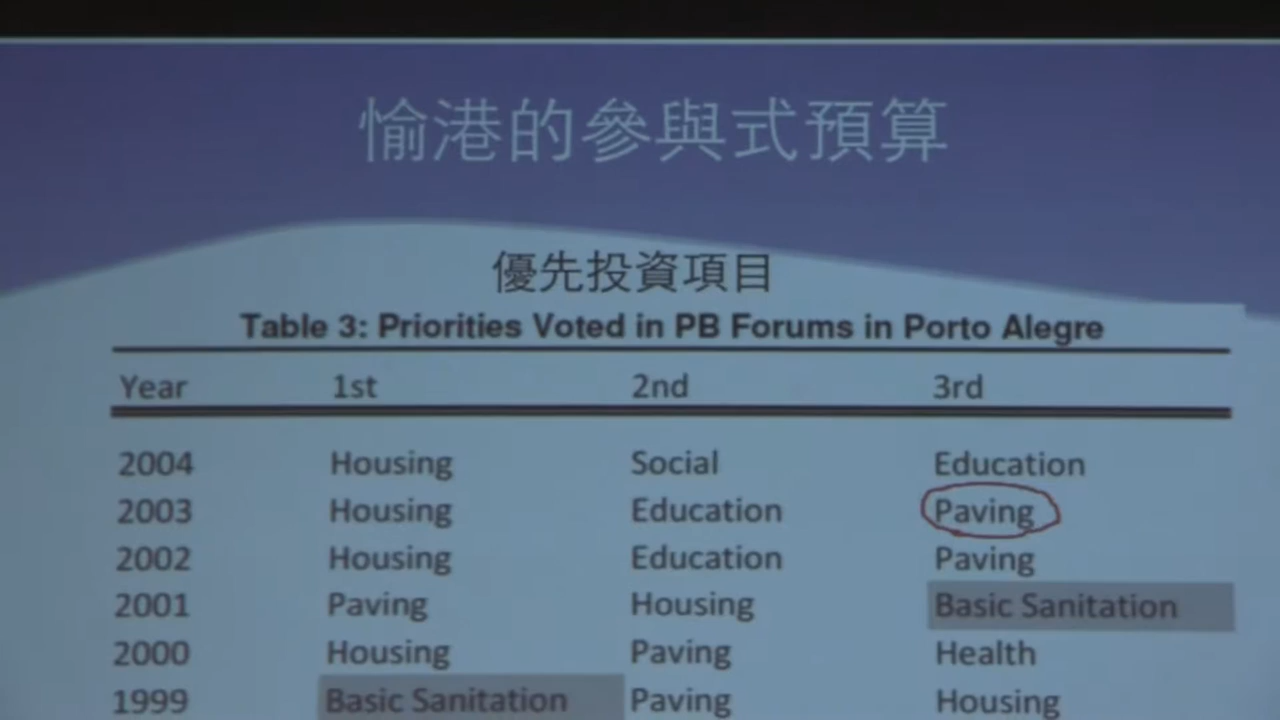 愉港的參與式預算
優先投資項目
Table 3: Priorities Voted in PB Forums in Porto Alegre
Year 1st 2nd 3rd
2004 Housing Social Education
2003 Housing Education Paving
2002 Housing Education Paving
2001 Paving Housing Basic Sanitation
2000 Housing Paving Health
1999 Basic Sanitation Paving Housing